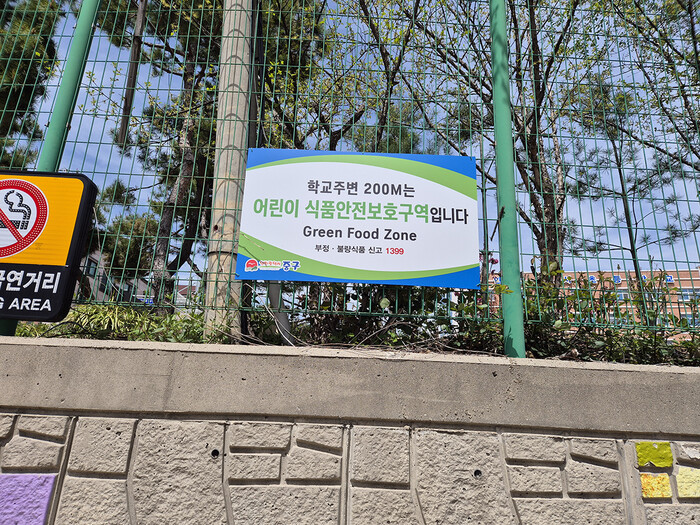 학교주변 200M는
어린이 식품안전보호구역입니다
Green Food Zone
부정·불량식품 신고 1399
중구
금연거리
AREA